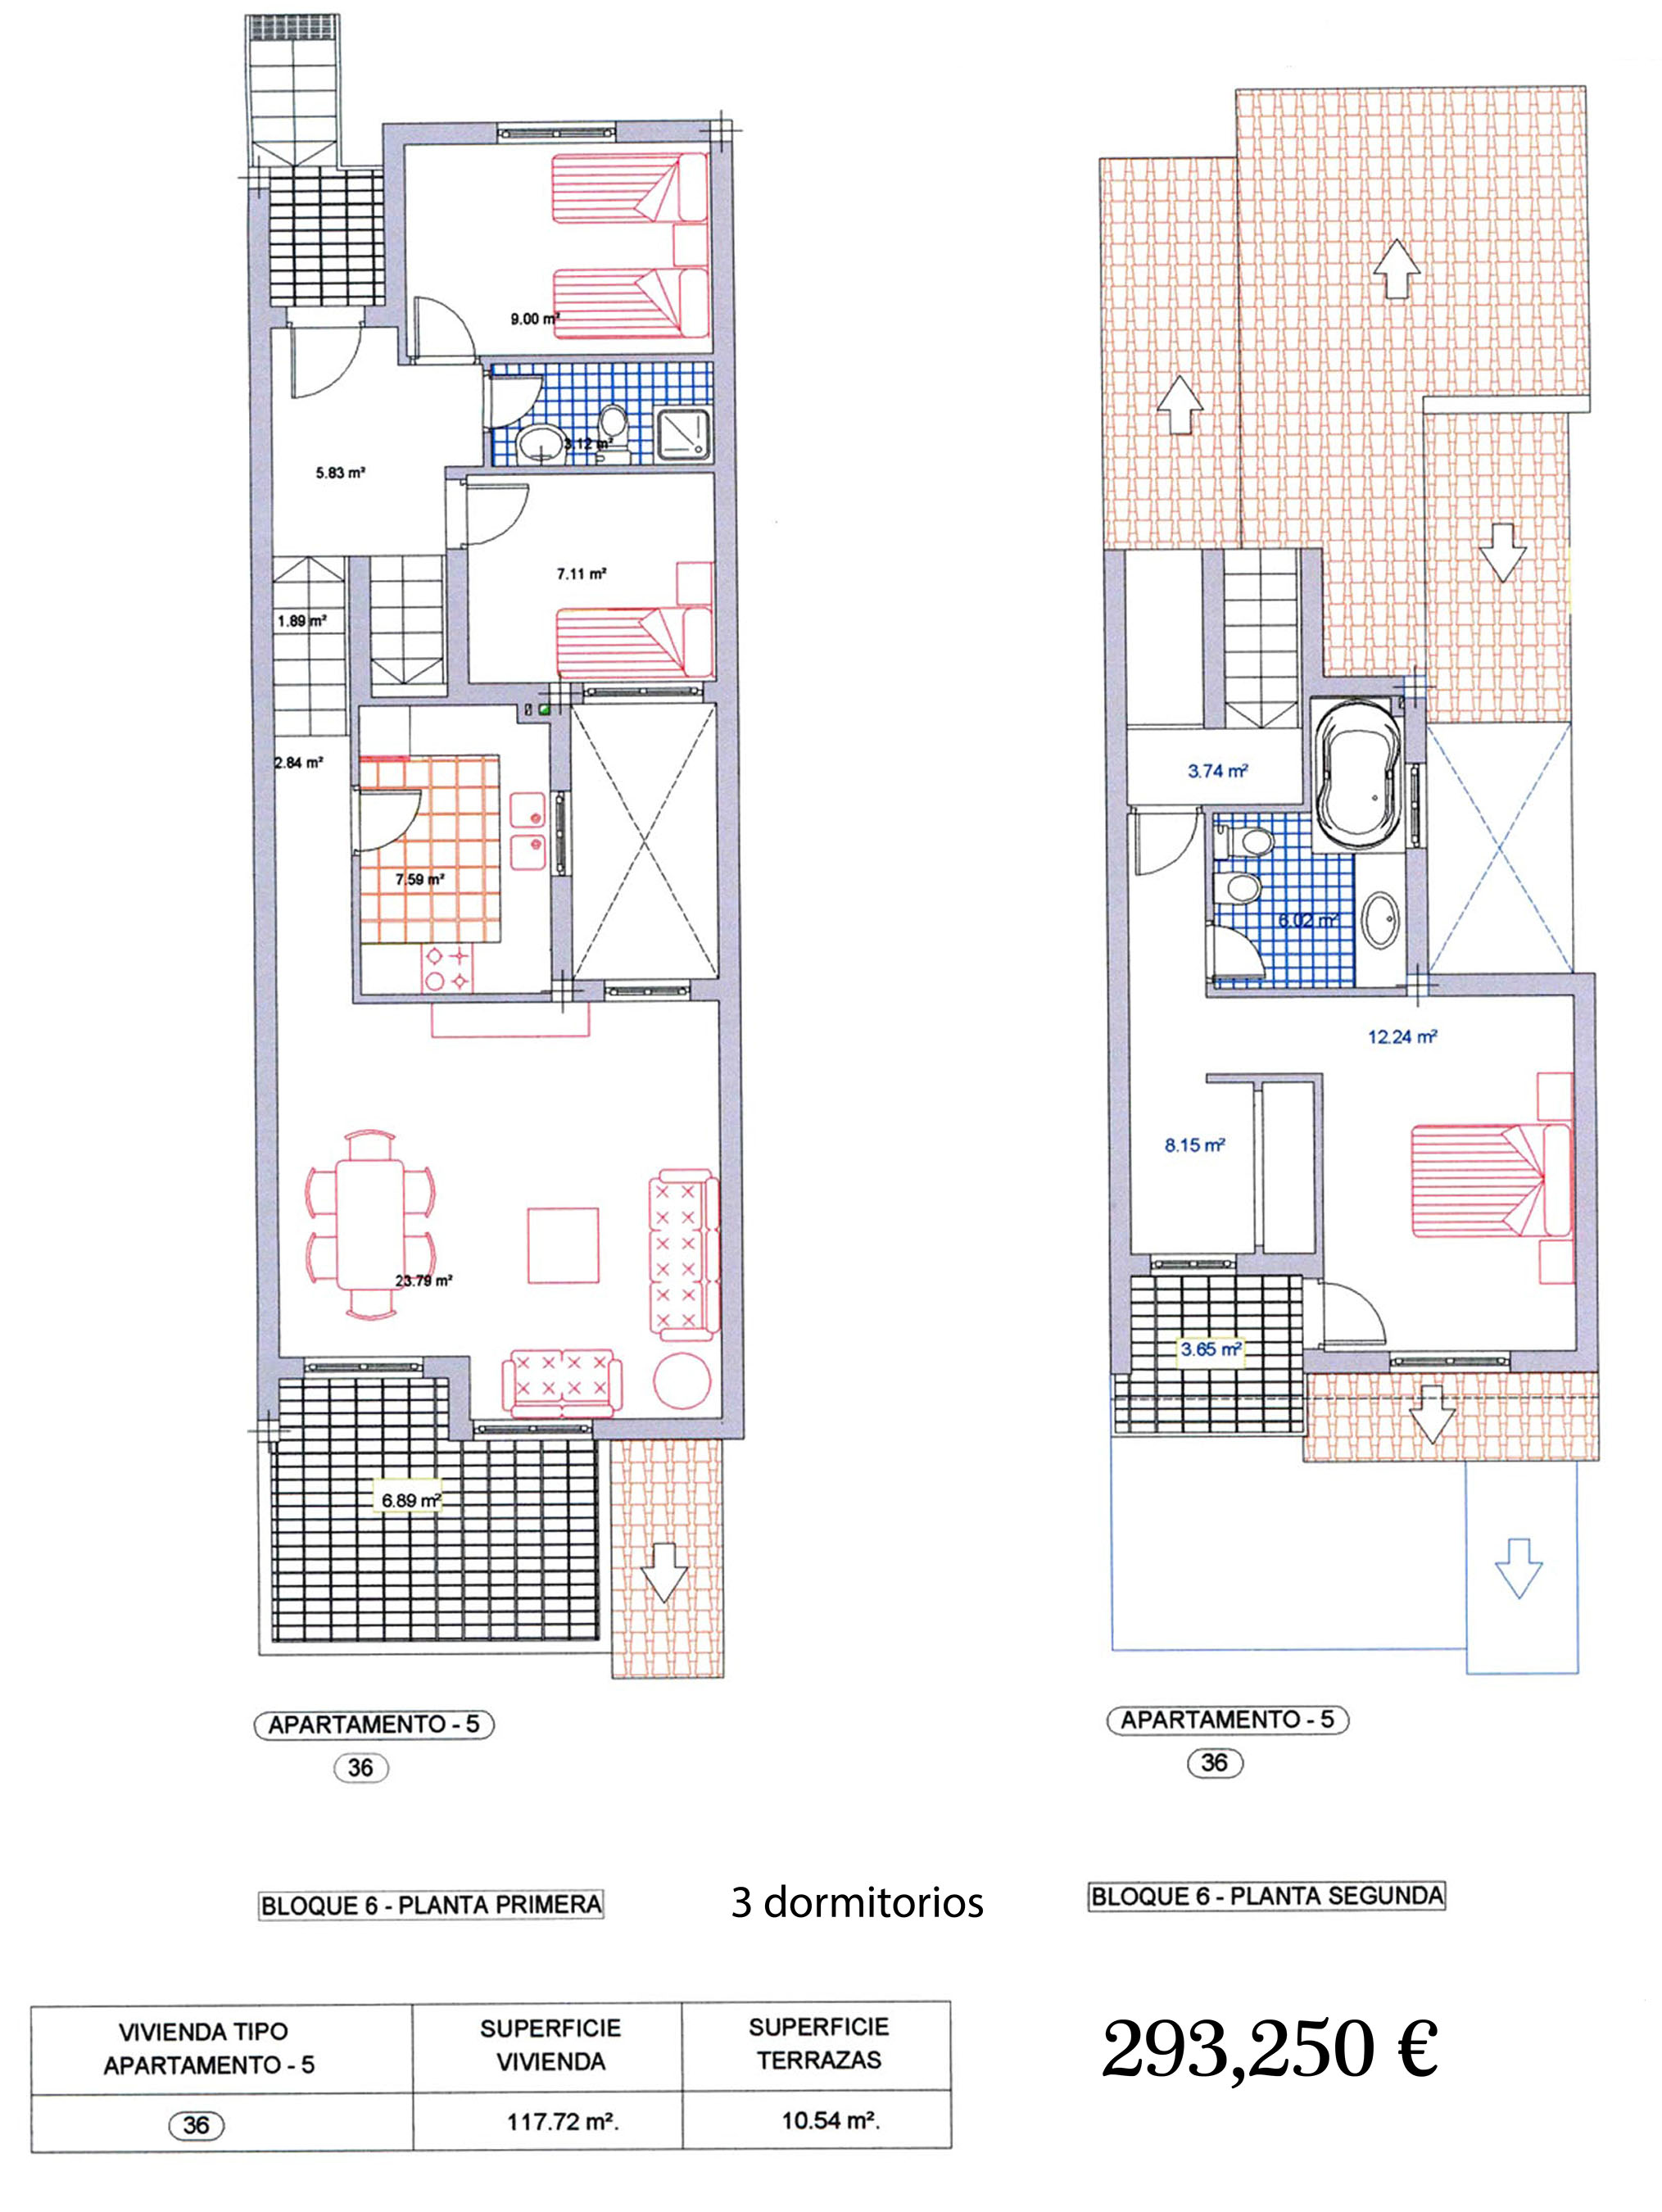 9.00 m²
3.12 m²
5.83 m²
7.11 m²
1.89 m²
2.84 m²
7.59 m²
23.79 m²
6.89 m²
APARTAMENTO - 5
36
BLOQUE 6 - PLANTA PRIMERA
3.74 m²
6.02 m²
12.24 m²
8.15 m²
3.65 m²
APARTAMENTO - 5
36
BLOQUE 6 - PLANTA SEGUNDA
3 dormitorios
VIVIENDA TIPO
APARTAMENTO - 5
SUPERFICIE
VIVIENDA
SUPERFICIE
TERRAZAS
36
117.72 m².
10.54 m².
293,250 €